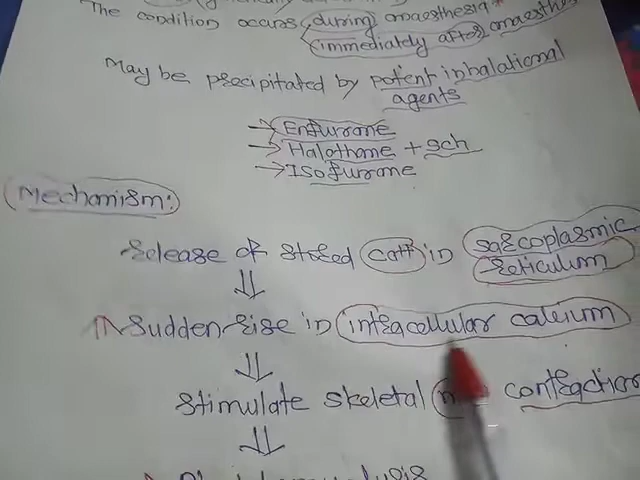 The condition occurs during anaesthesia
immediately after anaesthes
May be precipitated by potent inhalational
agents
→ Enflurane
→ Halothane + Sch
→ Isoflurane
Mechanism:
Release of stored Ca++ in sarcoplasmic
reticulum
⇓
↑ Sudden rise in intracellular calcium
⇓
Stimulate skeletal contraction
⇓